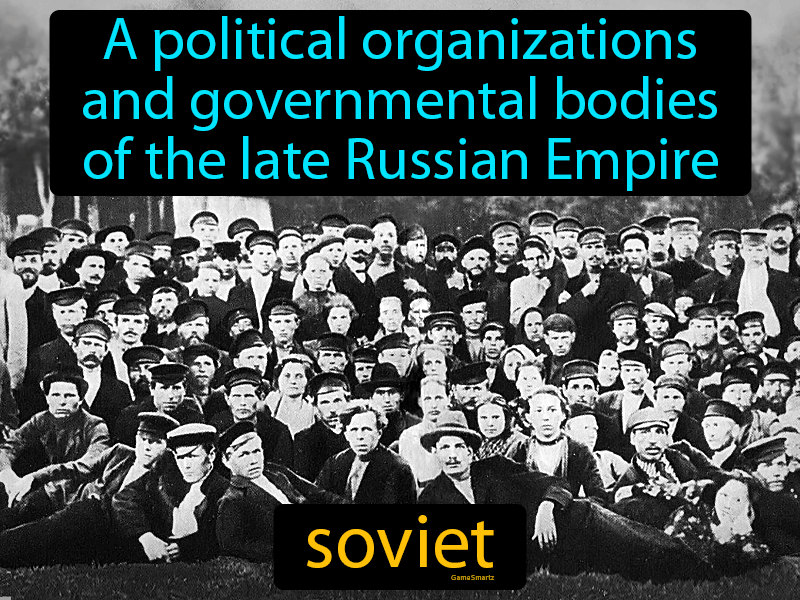 A political organizations
and governmental bodies
of the late Russian Empire
soviet
GameSmartz